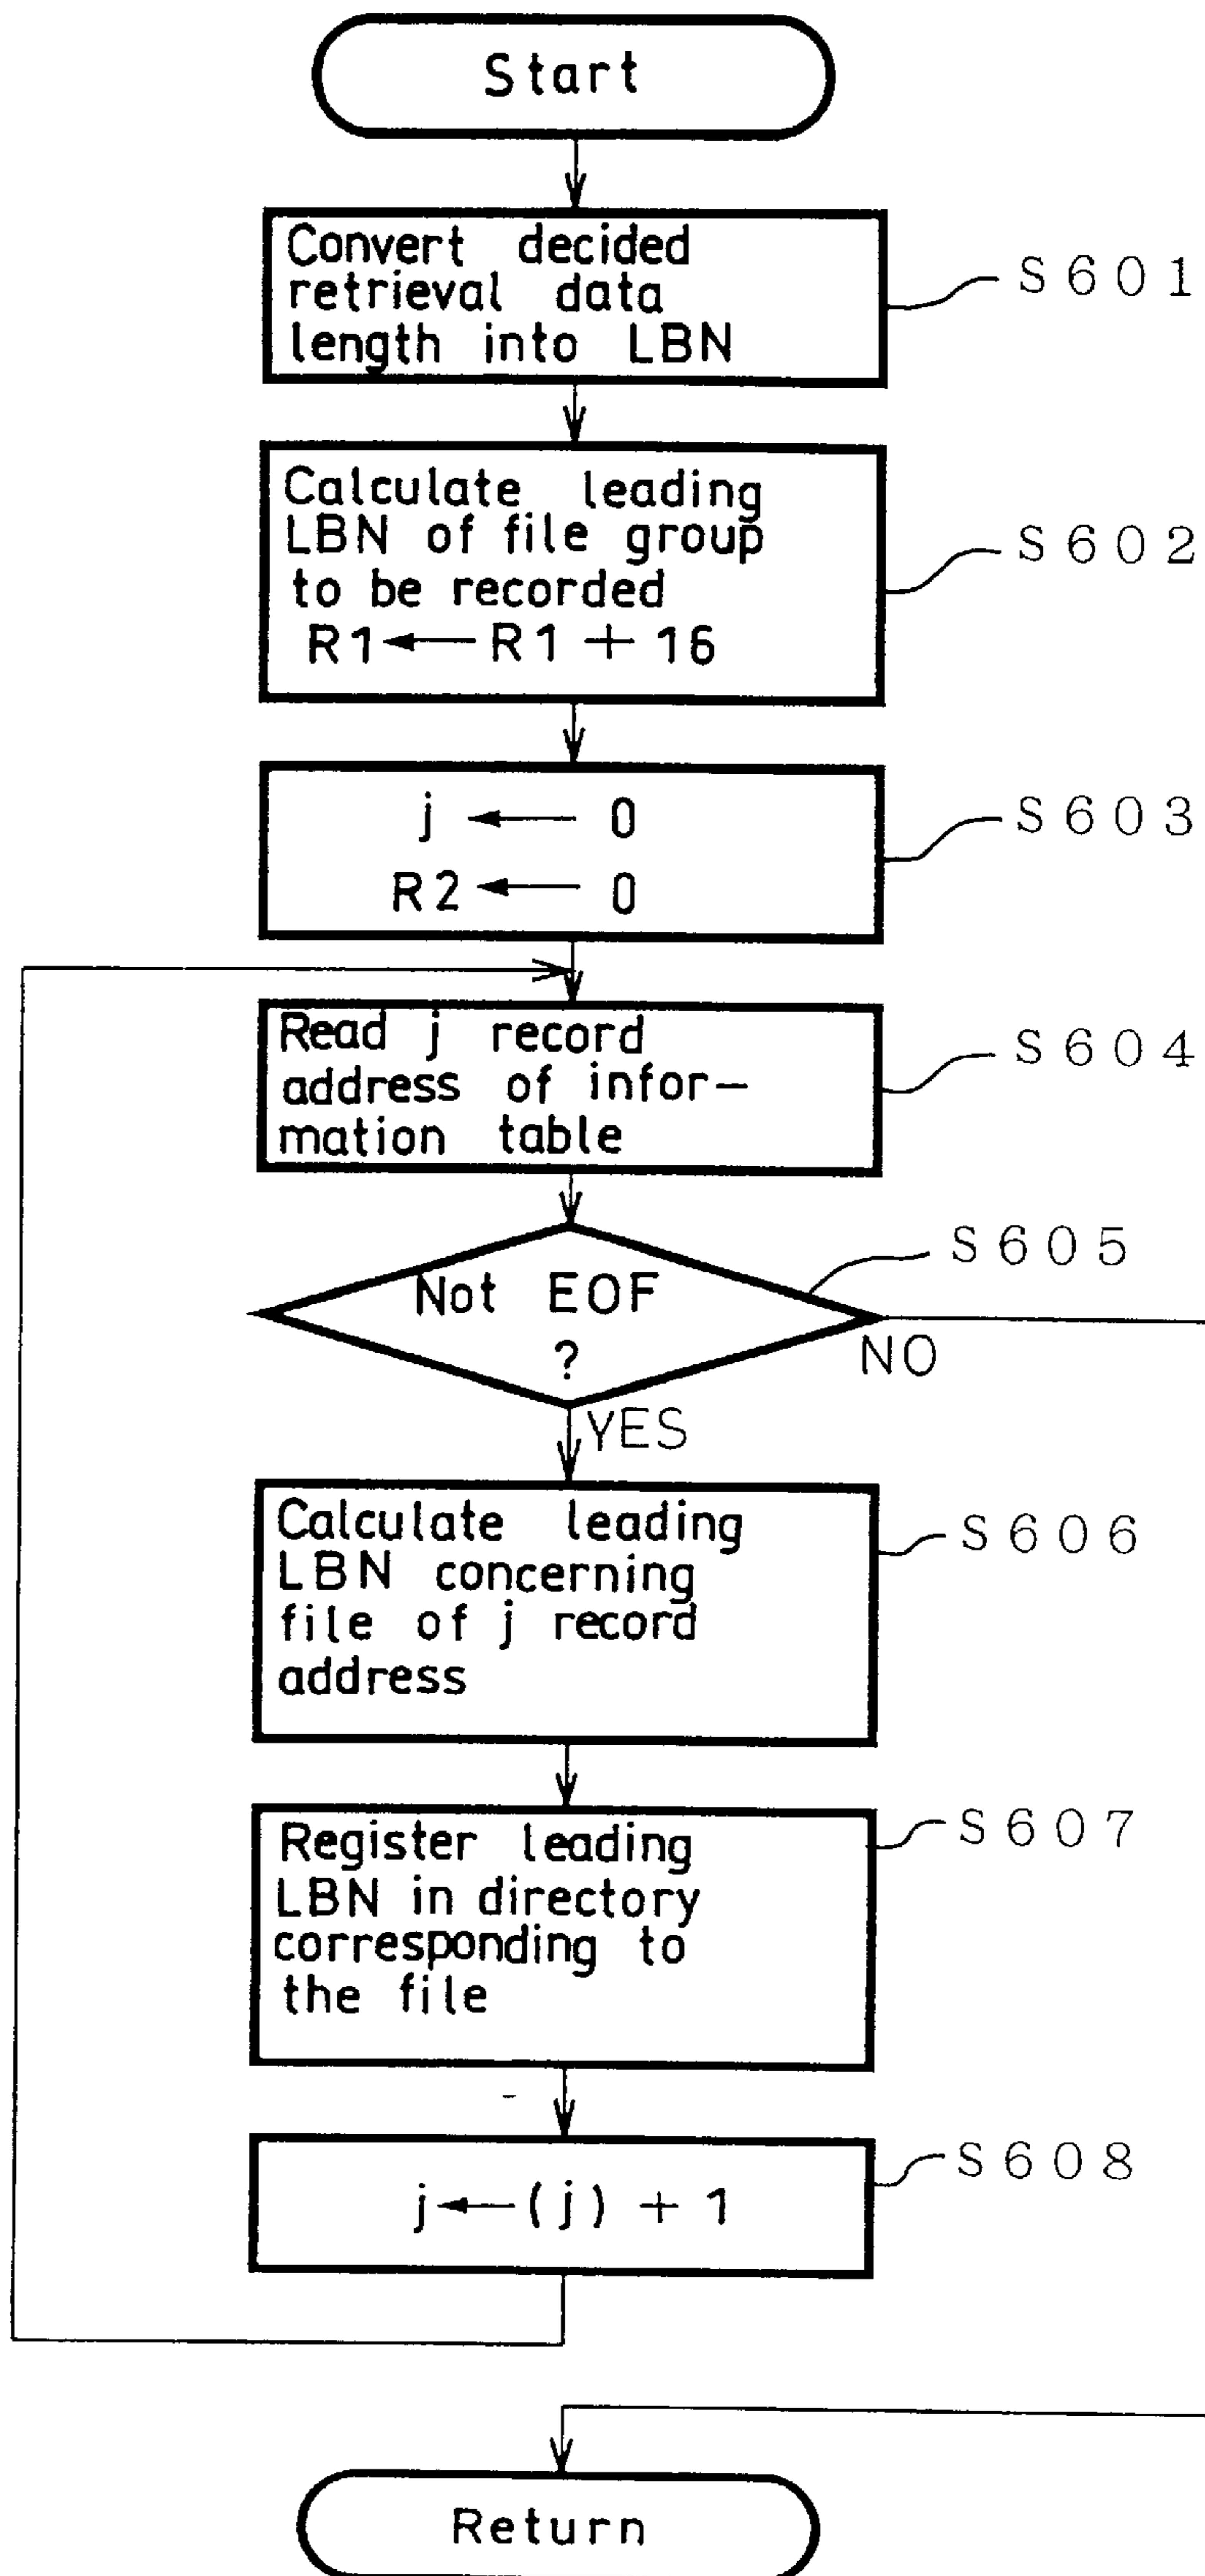 Start
Convert decided
retrieval data
length into LBN
S601
Calculate leading
LBN of file group
to be recorded
R1 ← R1 + 16
S602
j ← 0
R2 ← 0
S603
Read j record
address of infor-
mation table
S604
Not EOF
?
S605
NO
YES
Calculate leading
LBN concerning
file of j record
address
S606
Register leading
LBN in directory
corresponding to
the file
S607
j ← (j) + 1
S608
Return